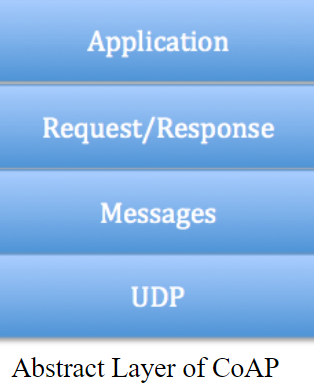 Application
Request/Response
Messages
UDP
Abstract Layer of CoAP